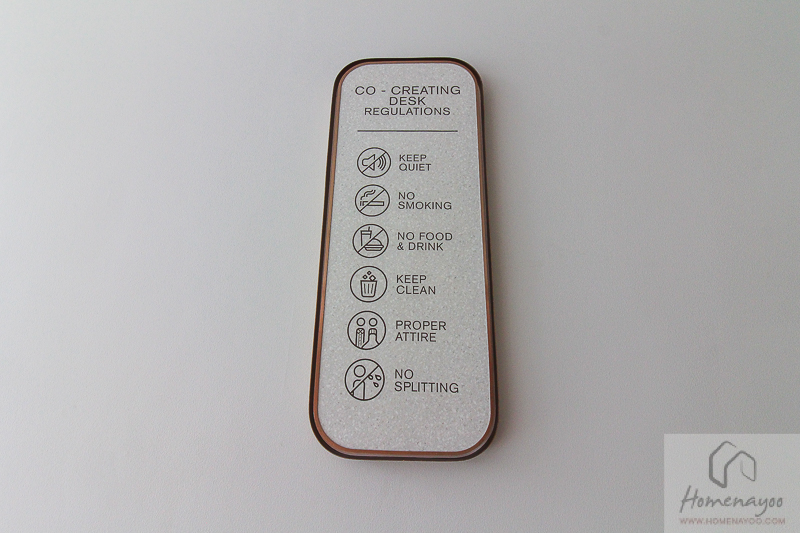 CO - CREATING
DESK
REGULATIONS
KEEP
QUIET
NO
SMOKING
NO FOOD
& DRINK
KEEP
CLEAN
PROPER
ATTIRE
NO
SPLITTING
Homenayoo
WWW.HOMENAYOO.COM